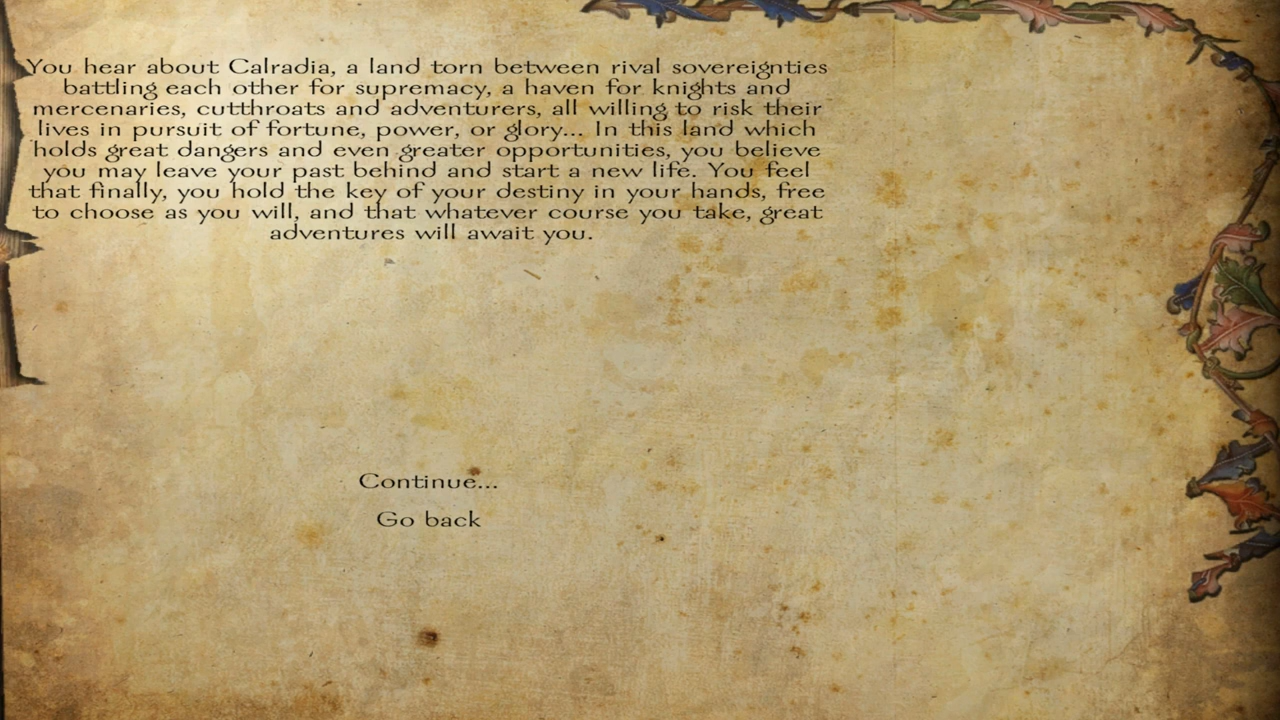 You hear about Calradia, a land torn between rival sovereignties
battling each other for supremacy, a haven for knights and
mercenaries, cutthroats and adventurers, all willing to risk their
lives in pursuit of fortune, power, or glory... In this land which
holds great dangers and even greater opportunities, you believe
you may leave your past behind and start a new life. You feel
that finally, you hold the key of your destiny in your hands, free
to choose as you will, and that whatever course you take, great
adventures will await you.
Continue...
Go back